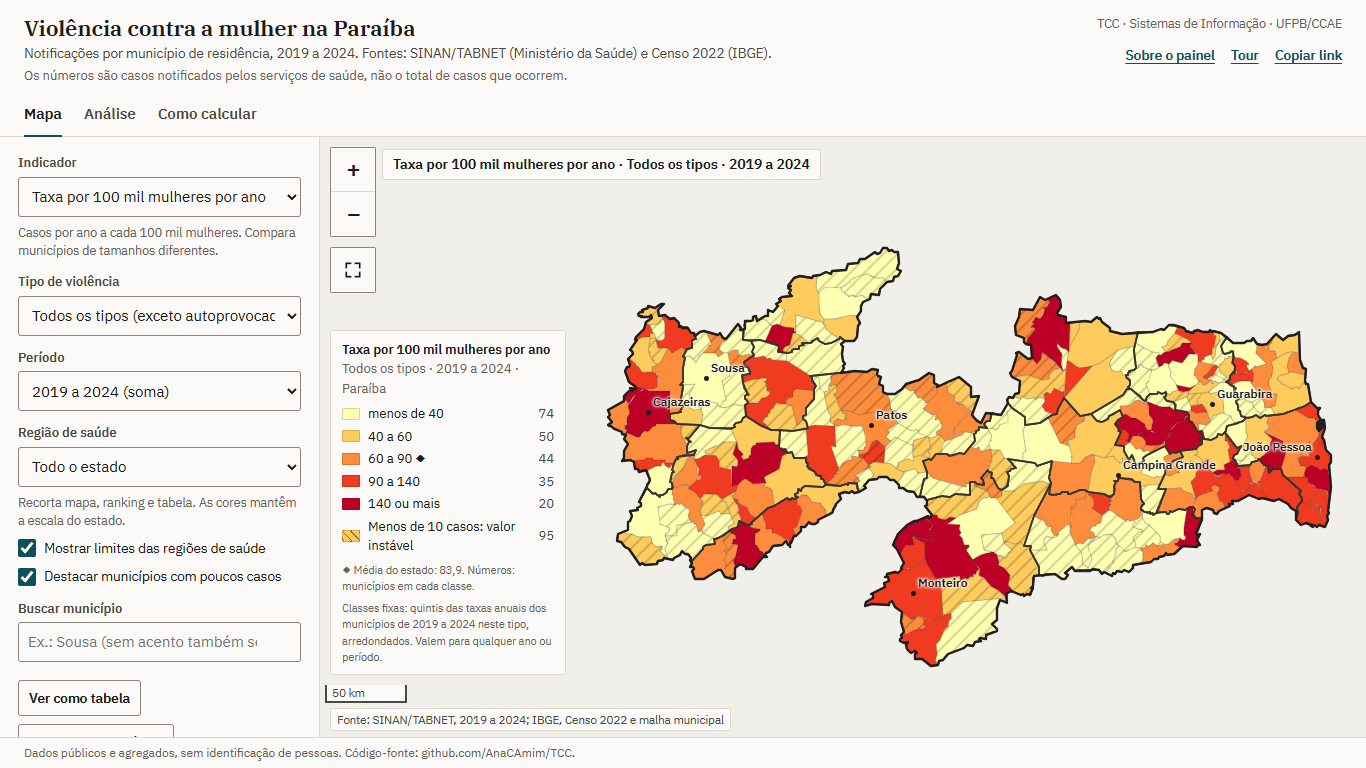 Violência contra a mulher na Paraíba
Notificações por município de residência, 2019 a 2024. Fontes: SINAN/TABNET (Ministério da Saúde) e Censo 2022 (IBGE).
Os números são casos notificados pelos serviços de saúde, não o total de casos que ocorrem.
TCC · Sistemas de Informação · UFPB/CCAE
Sobre o painel Tour Copiar link
Mapa Análise Como calcular
Indicador
Taxa por 100 mil mulheres por ano
Casos por ano a cada 100 mil mulheres. Compara
municípios de tamanhos diferentes.
Tipo de violência
Todos os tipos (exceto autoprovocac
Período
2019 a 2024 (soma)
Região de saúde
Todo o estado
Recorta mapa, ranking e tabela. As cores mantêm
a escala do estado.
Mostrar limites das regiões de saúde
Destacar municípios com poucos casos
Buscar município
Ex.: Sousa (sem acento também se
Ver como tabela
+
−
Taxa por 100 mil mulheres por ano · Todos os tipos · 2019 a 2024
Taxa por 100 mil mulheres por ano
Todos os tipos · 2019 a 2024 ·
Paraíba
menos de 40 74
40 a 60 50
60 a 90 ◆ 44
90 a 140 35
140 ou mais 20
Menos de 10 casos: valor
instável 95
◆ Média do estado: 83,9. Números:
municípios em cada classe.
Classes fixas: quintis das taxas anuais dos
municípios de 2019 a 2024 neste tipo,
arredondados. Valem para qualquer ano ou
período.
Sousa
Cajazeiras
Patos
Guarabira
João Pessoa
Campina Grande
Monteiro
50 km
Fonte: SINAN/TABNET, 2019 a 2024; IBGE, Censo 2022 e malha municipal
Dados públicos e agregados, sem identificação de pessoas. Código-fonte: github.com/AnaCAmim/TCC.